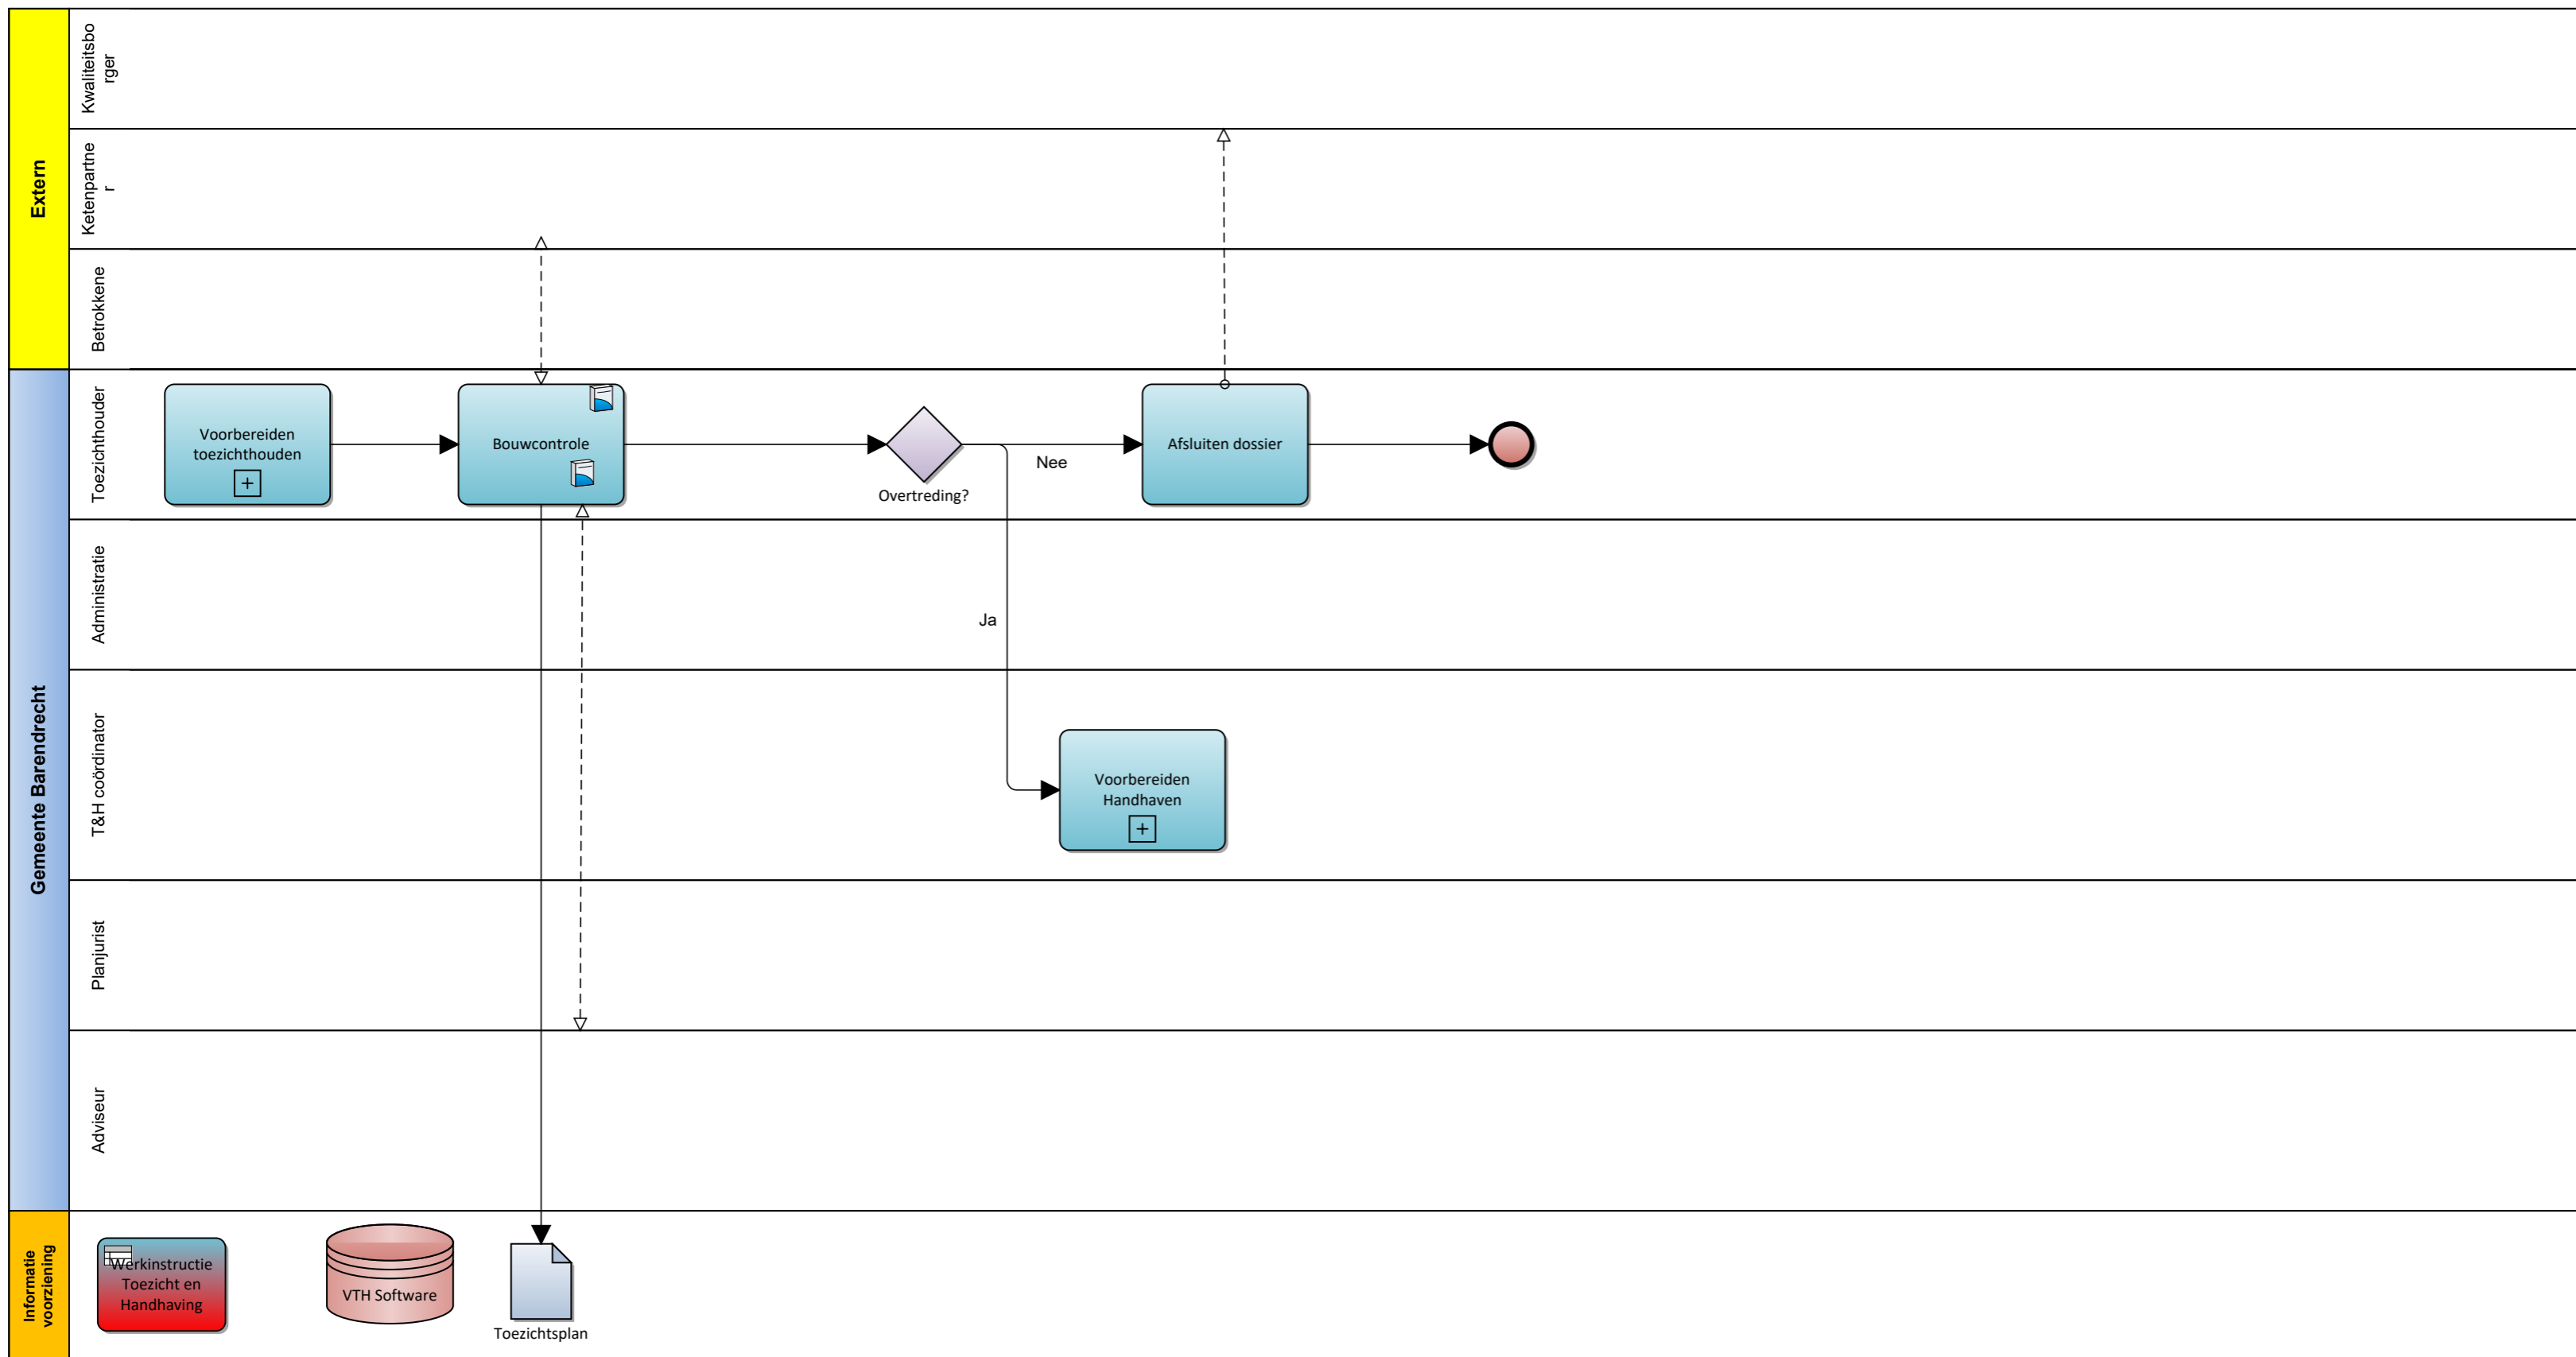 Extern
Kwaliteitsbo
rger
Ketenpartne
r
Betrokkene
Gemeente Barendrecht
Toezichthouder
Voorbereiden
toezichthouden
Bouwcontrole
Overtreding?
Nee
Afsluiten dossier
Administratie
Ja
T&H coördinator
Voorbereiden
Handhaven
Planjurist
Adviseur
Informatie
voorziening
Werkinstructie
Toezicht en
Handhaving
VTH Software
Toezichtsplan